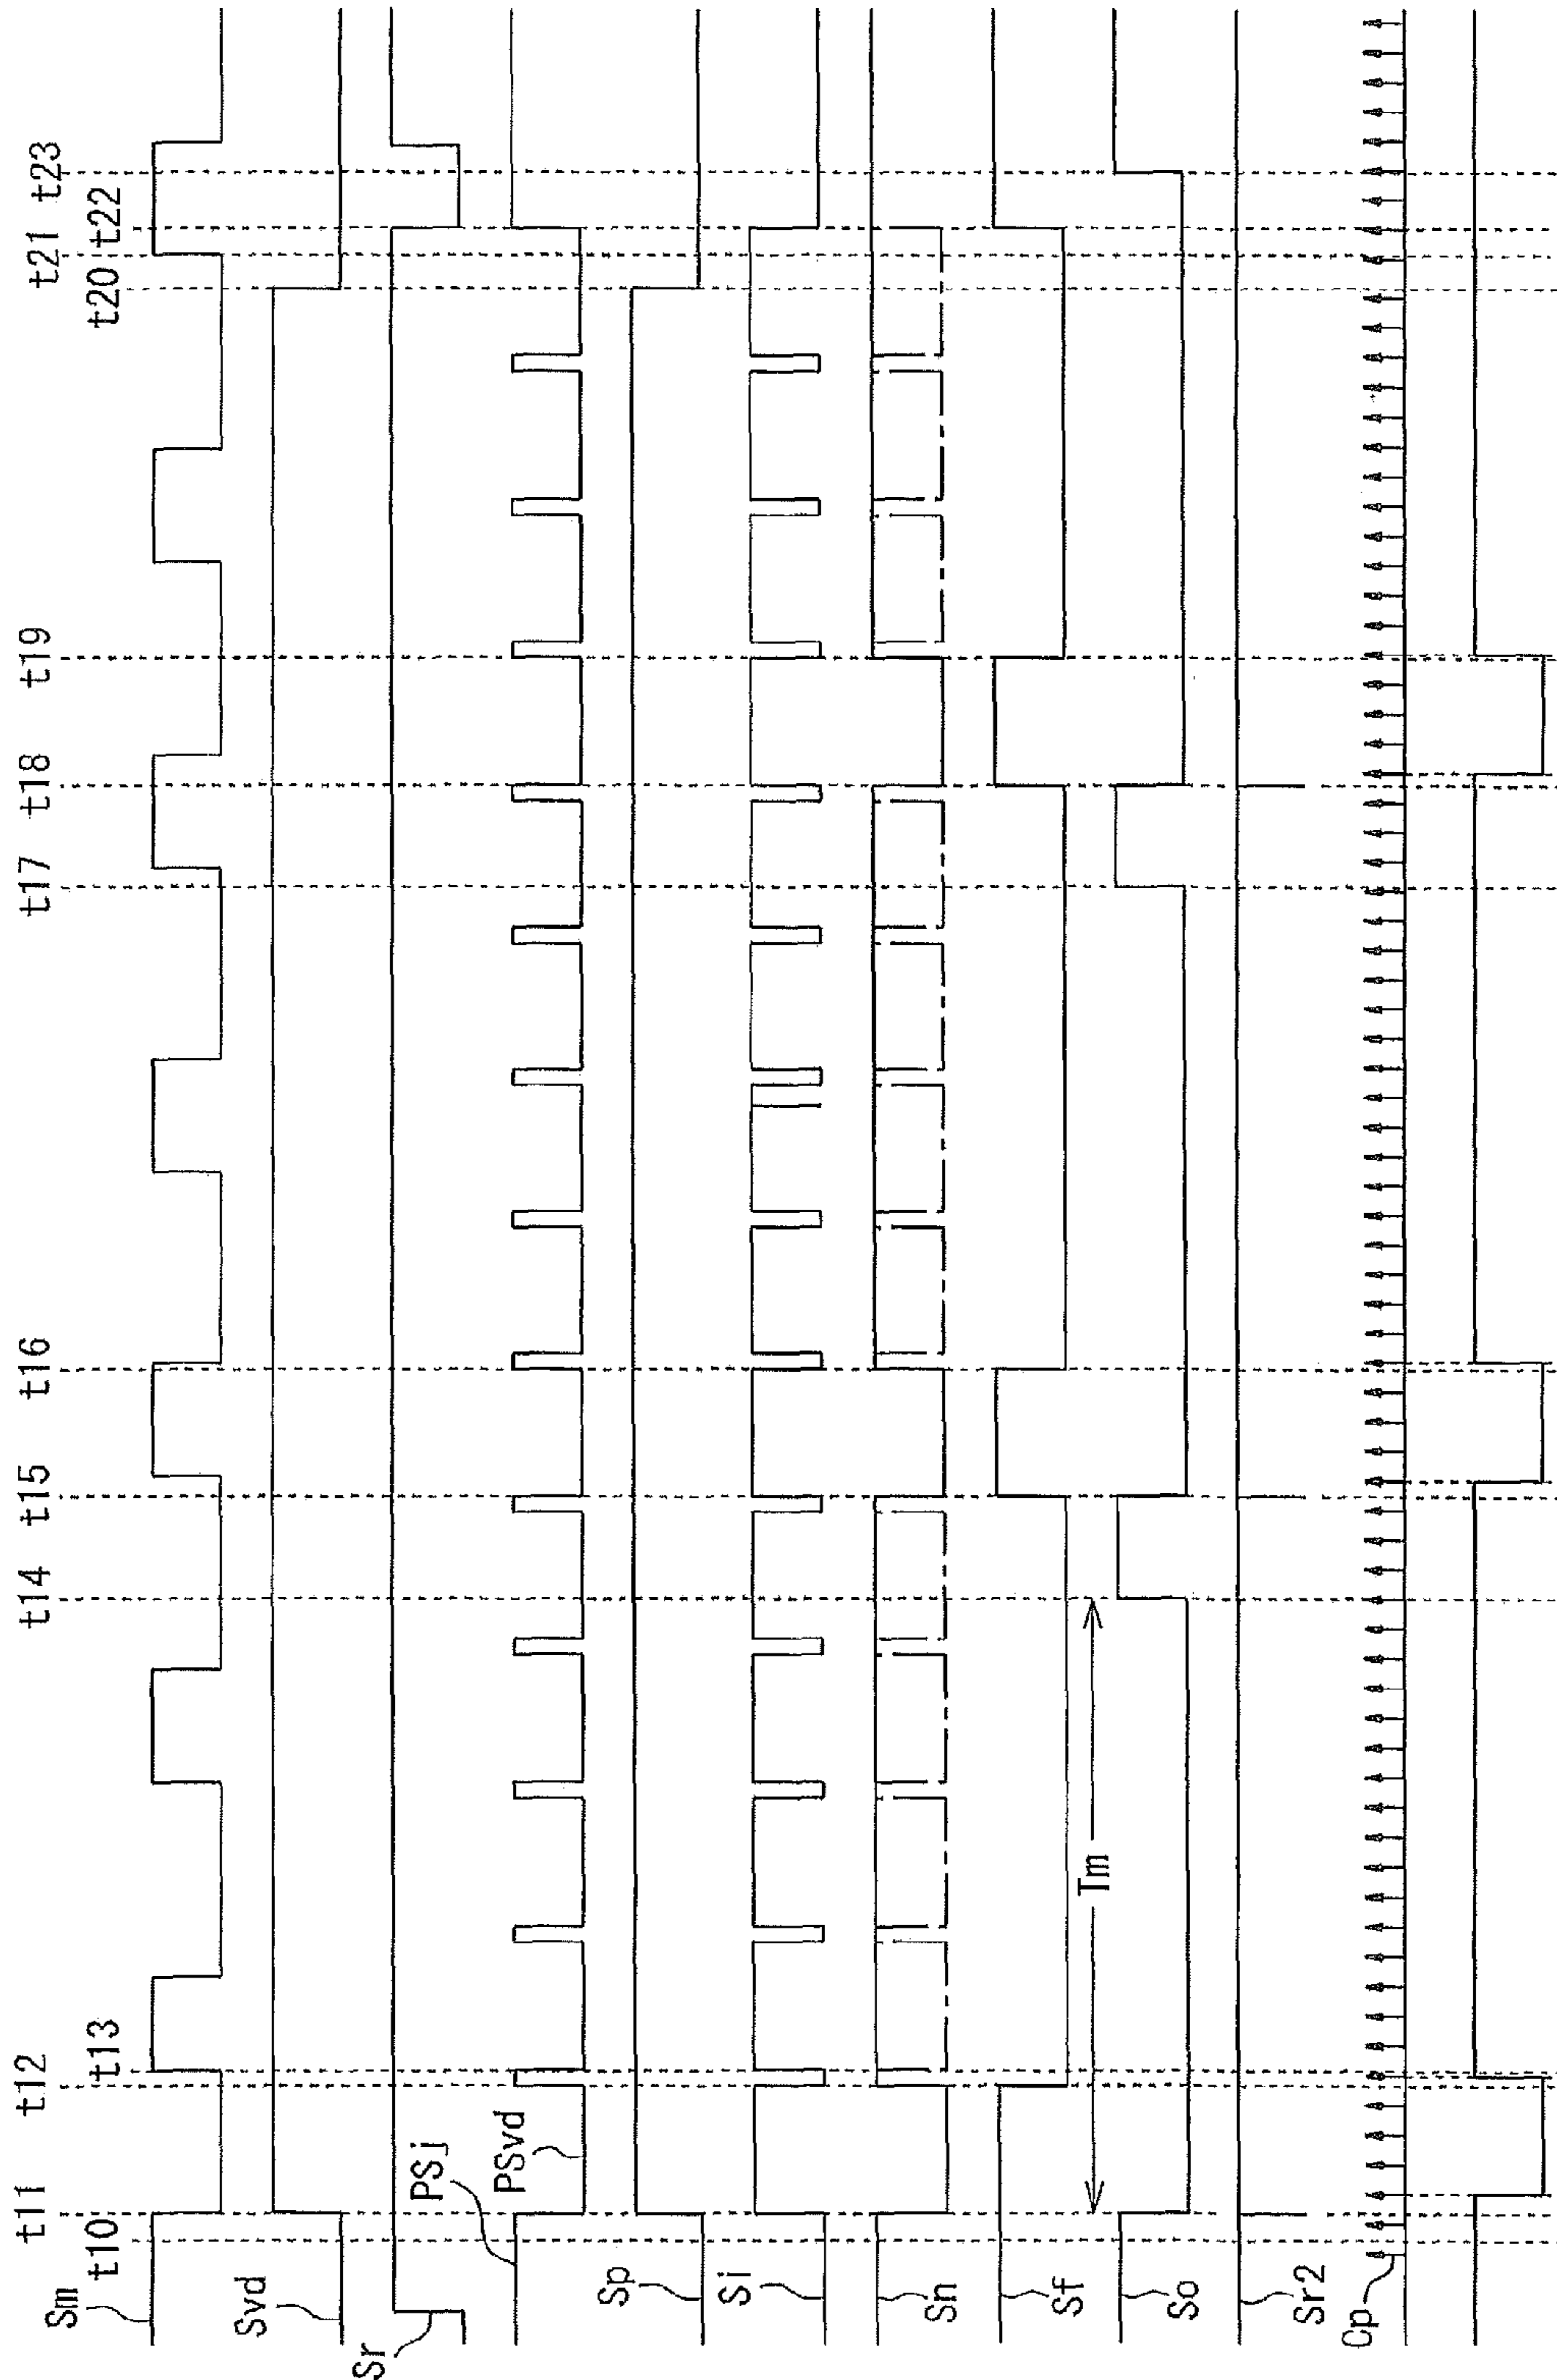 t10
t11
t12
t13
t14
t15
t16
t17
t18
t19
t20
t21
t22
t23
Sm
Svd
Sr
PSj
PSvd
Sp
Si
Sn
Sf
Tm
So
Sr2
Cp